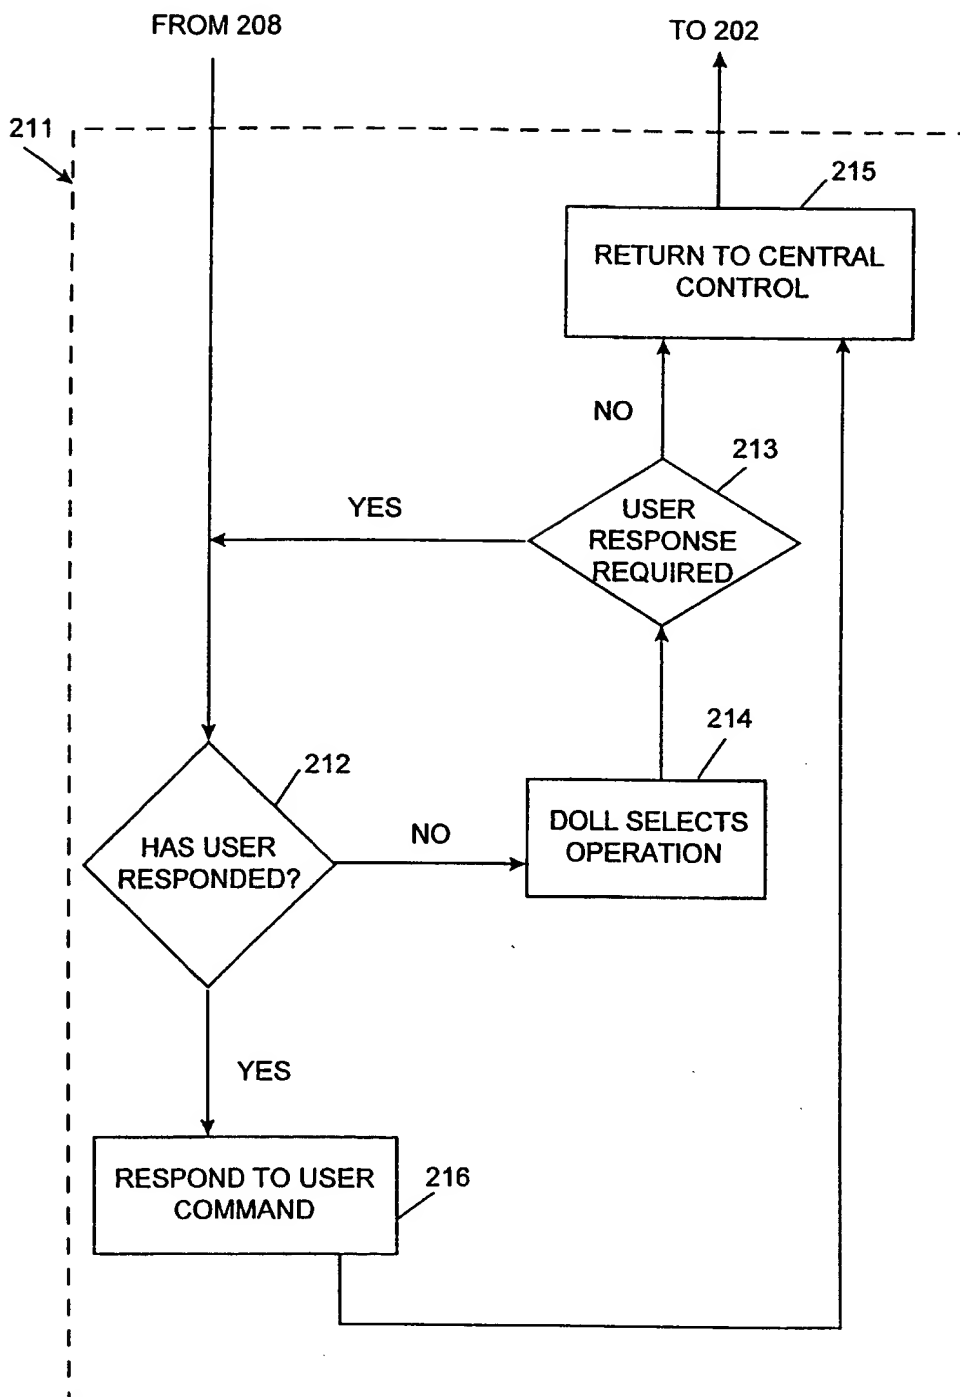 FROM 208
TO 202
211
215
RETURN TO CENTRAL
CONTROL
NO
213
YES
USER
RESPONSE
REQUIRED
214
212
DOLL SELECTS
OPERATION
NO
HAS USER
RESPONDED?
YES
RESPOND TO USER
COMMAND
216